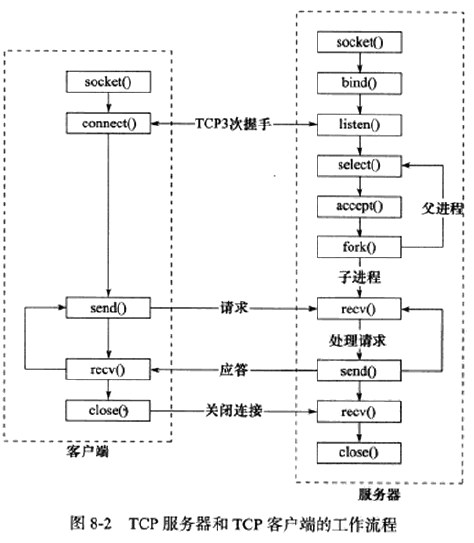 socket()
socket()
bind()
connect()
TCP3次握手
listen()
select()
accept()
父进程
fork()
子进程
send()
请求
recv()
处理请求
recv()
应答
send()
close()
关闭连接
recv()
客户端
close()
服务器
图 8-2 TCP 服务器和 TCP 客户端的工作流程